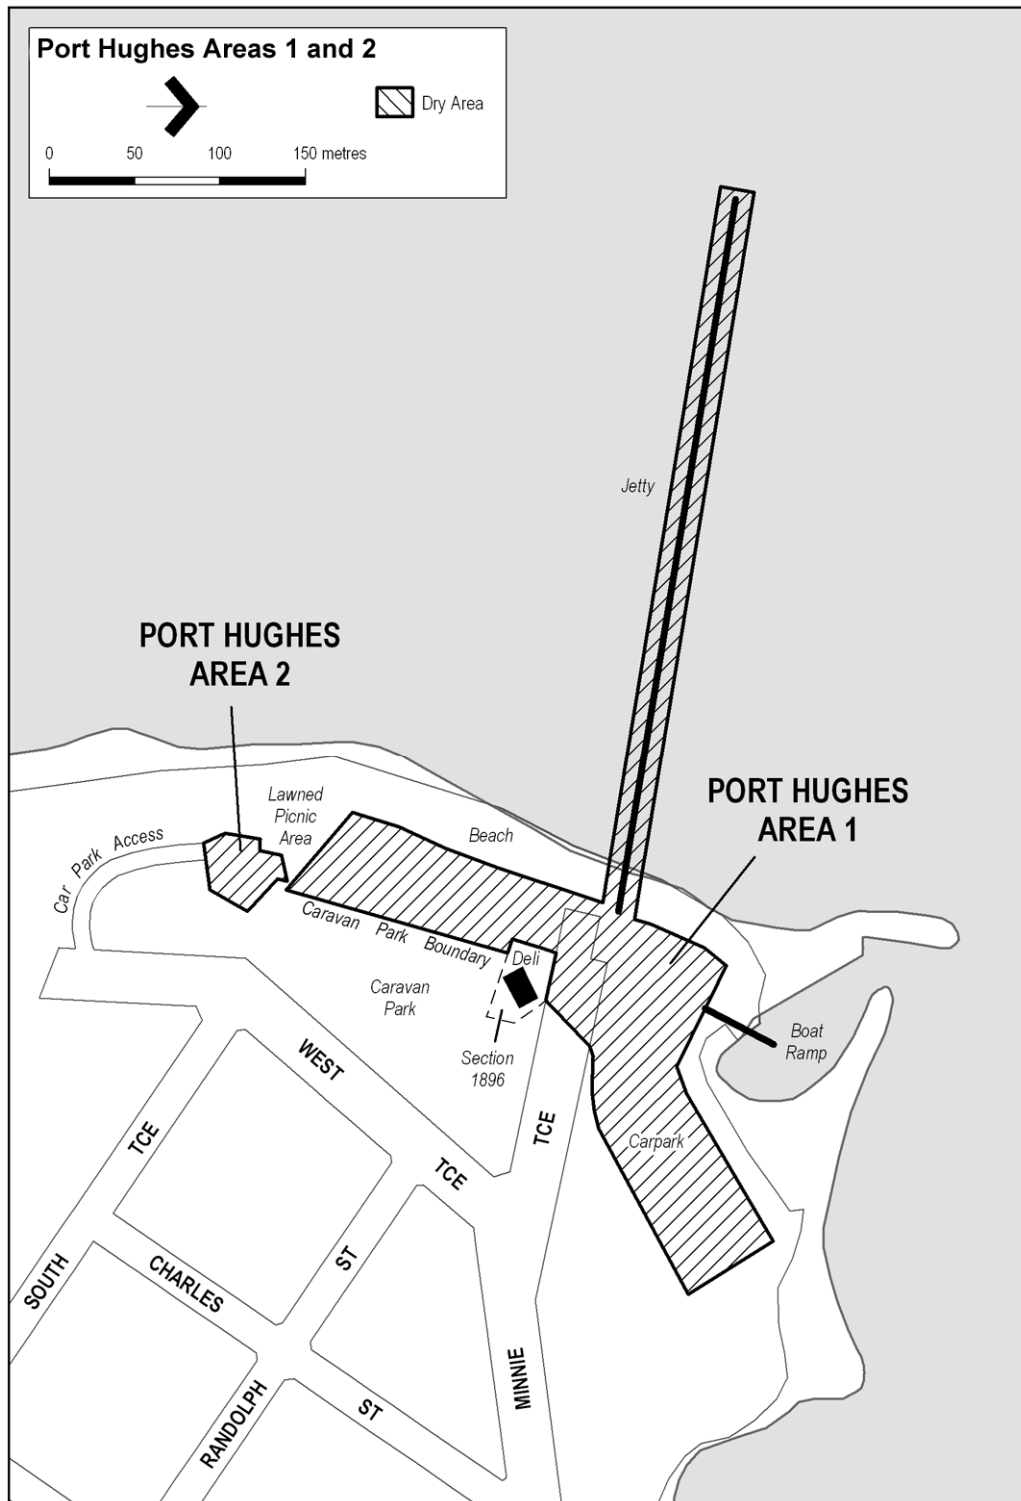 Port Hughes Areas 1 and 2
Dry Area
0 50 100 150 metres
Jetty
PORT HUGHES
AREA 2
PORT HUGHES
AREA 1
Lawned
Picnic
Area
Beach
Car Park Access
Caravan Park Boundary
Deli
Caravan
Park
Section
1896
Boat
Ramp
Carpark
WEST
TCE
TCE
TCE
SOUTH
CHARLES
ST
ST
RANDOLPH
MINNIE